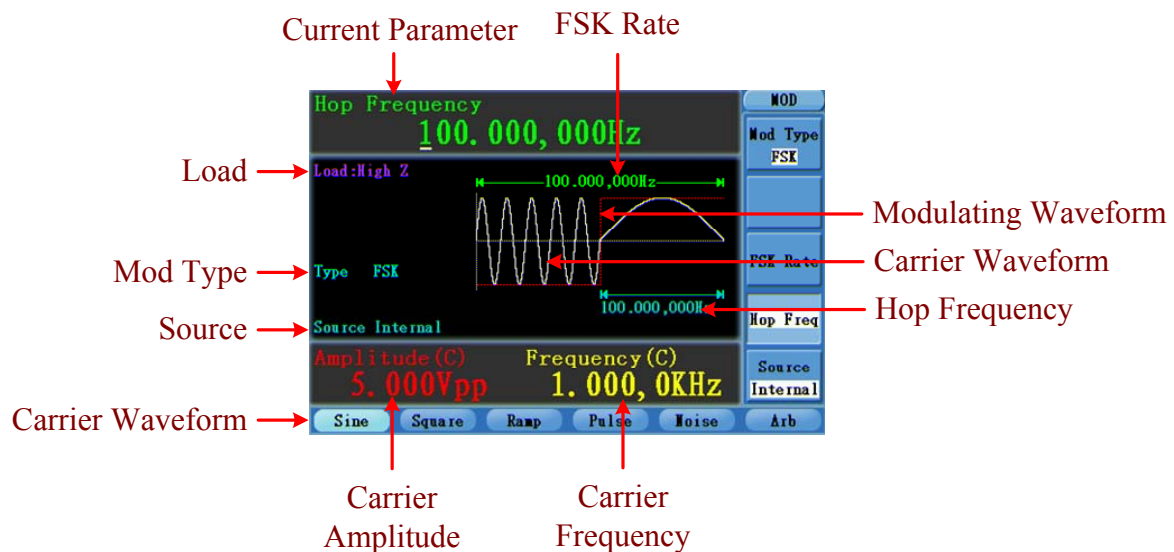 Current Parameter
FSK Rate
Hop Frequency
100.000,000Hz
MOD
Mod Type
FSK
Load
Load:High Z
100.000,000Hz
Modulating Waveform
Carrier Waveform
Mod Type
Type FSK
FSK Rate
Hop Frequency
100.000,000Hz
Hop Freq
Source
Source Internal
Amplitude(C)
5.000Vpp
Frequency(C)
1.000,0KHz
Source
Internal
Carrier Waveform
Sine
Square
Ramp
Pulse
Noise
Arb
Carrier
Amplitude
Carrier
Frequency